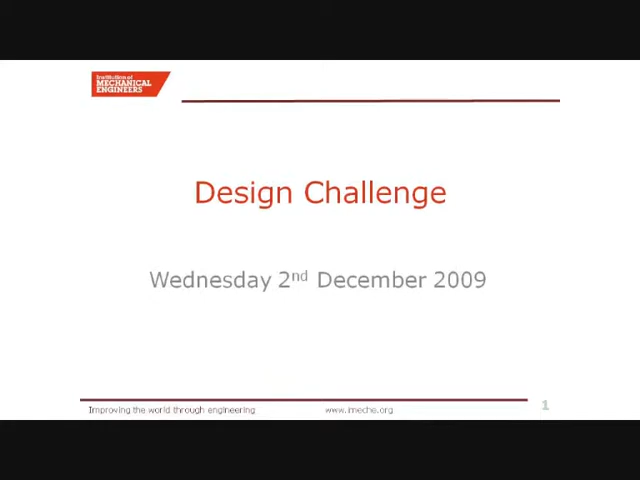 Institution of
MECHANICAL
ENGINEERS
Design Challenge
Wednesday 2nd December 2009
Improving the world through engineering www.imeche.org 1